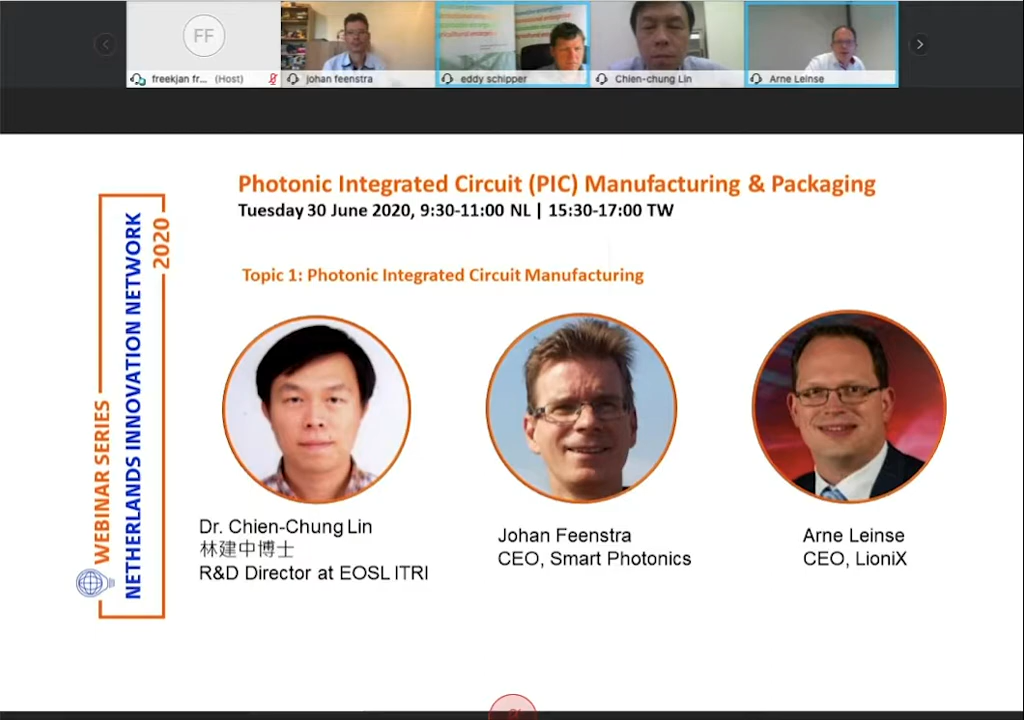 FF
freekjan fr... (Host)
johan feenstra
eddy schipper
Chien-chung Lin
Arne Leinse
Photonic Integrated Circuit (PIC) Manufacturing & Packaging
Tuesday 30 June 2020, 9:30-11:00 NL | 15:30-17:00 TW
WEBINAR SERIES
NETHERLANDS INNOVATION NETWORK
2020
Topic 1: Photonic Integrated Circuit Manufacturing
Dr. Chien-Chung Lin
林建中博士
R&D Director at EOSL ITRI
Johan Feenstra
CEO, Smart Photonics
Arne Leinse
CEO, LioniX